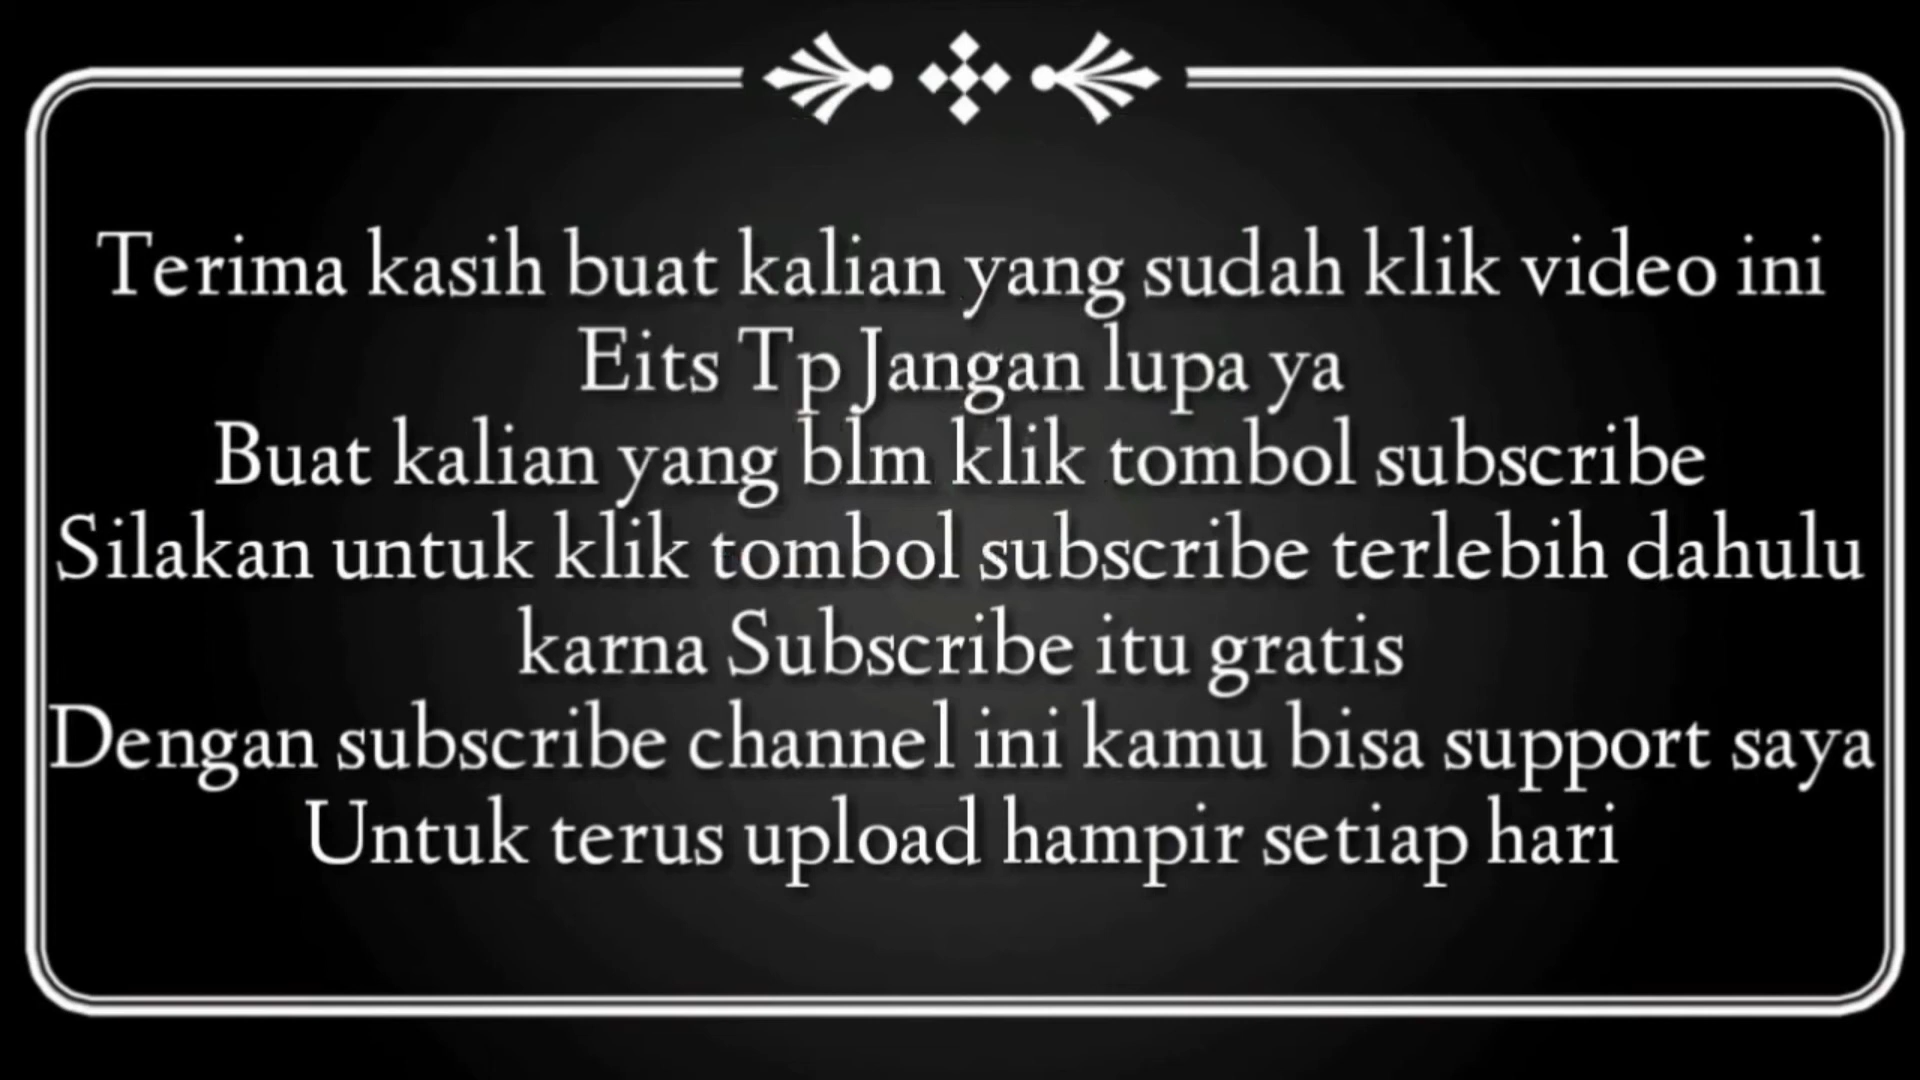 Terima kasih buat kalian yang sudah klik video ini
Eits Tp Jangan lupa ya
Buat kalian yang blm klik tombol subscribe
Silakan untuk klik tombol subscribe terlebih dahulu
karna Subscribe itu gratis
Dengan subscribe channel ini kamu bisa support saya
Untuk terus upload hampir setiap hari